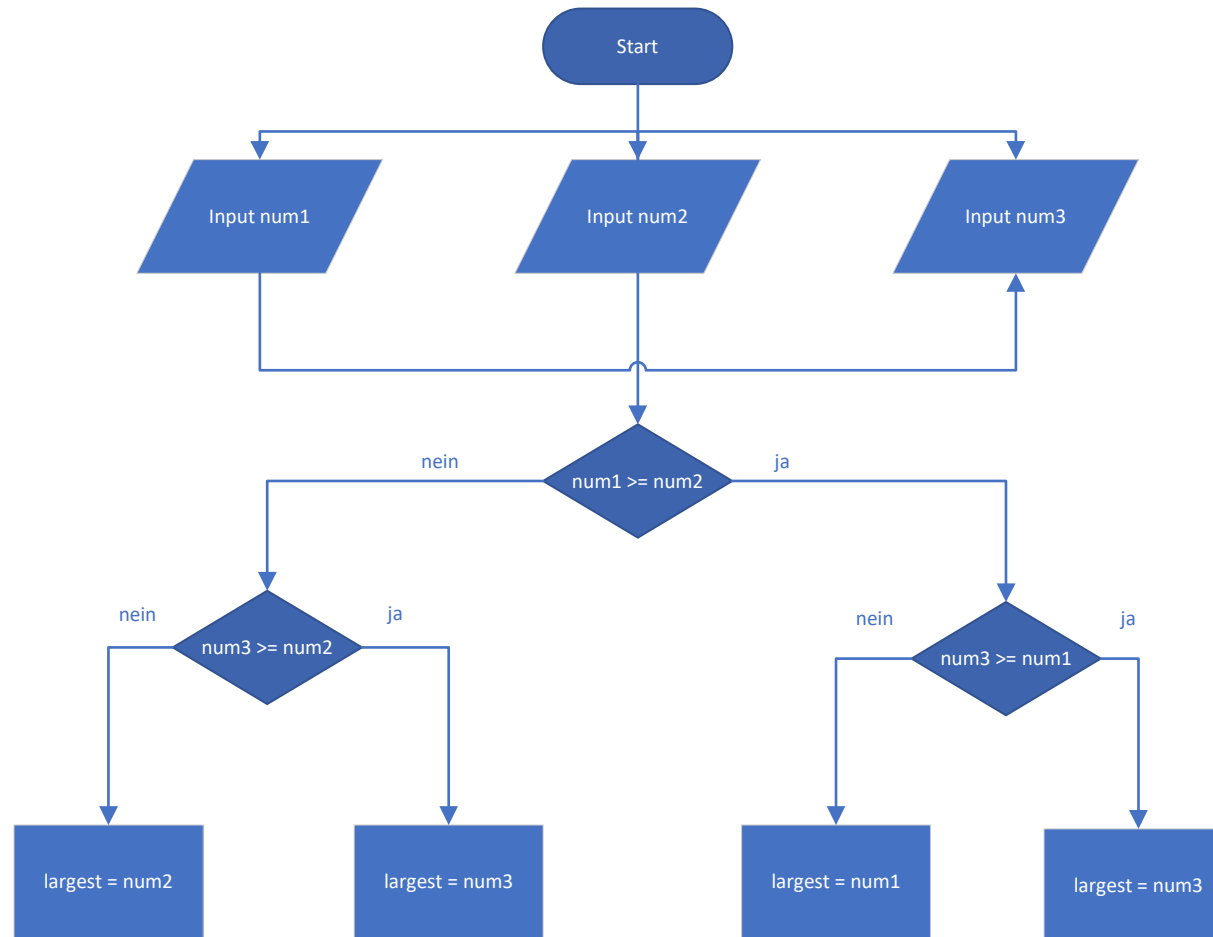 Start
Input num1
Input num2
Input num3
nein
ja
num1 >= num2
nein
ja
nein
ja
num3 >= num2
num3 >= num1
largest = num2
largest = num3
largest = num1
largest = num3